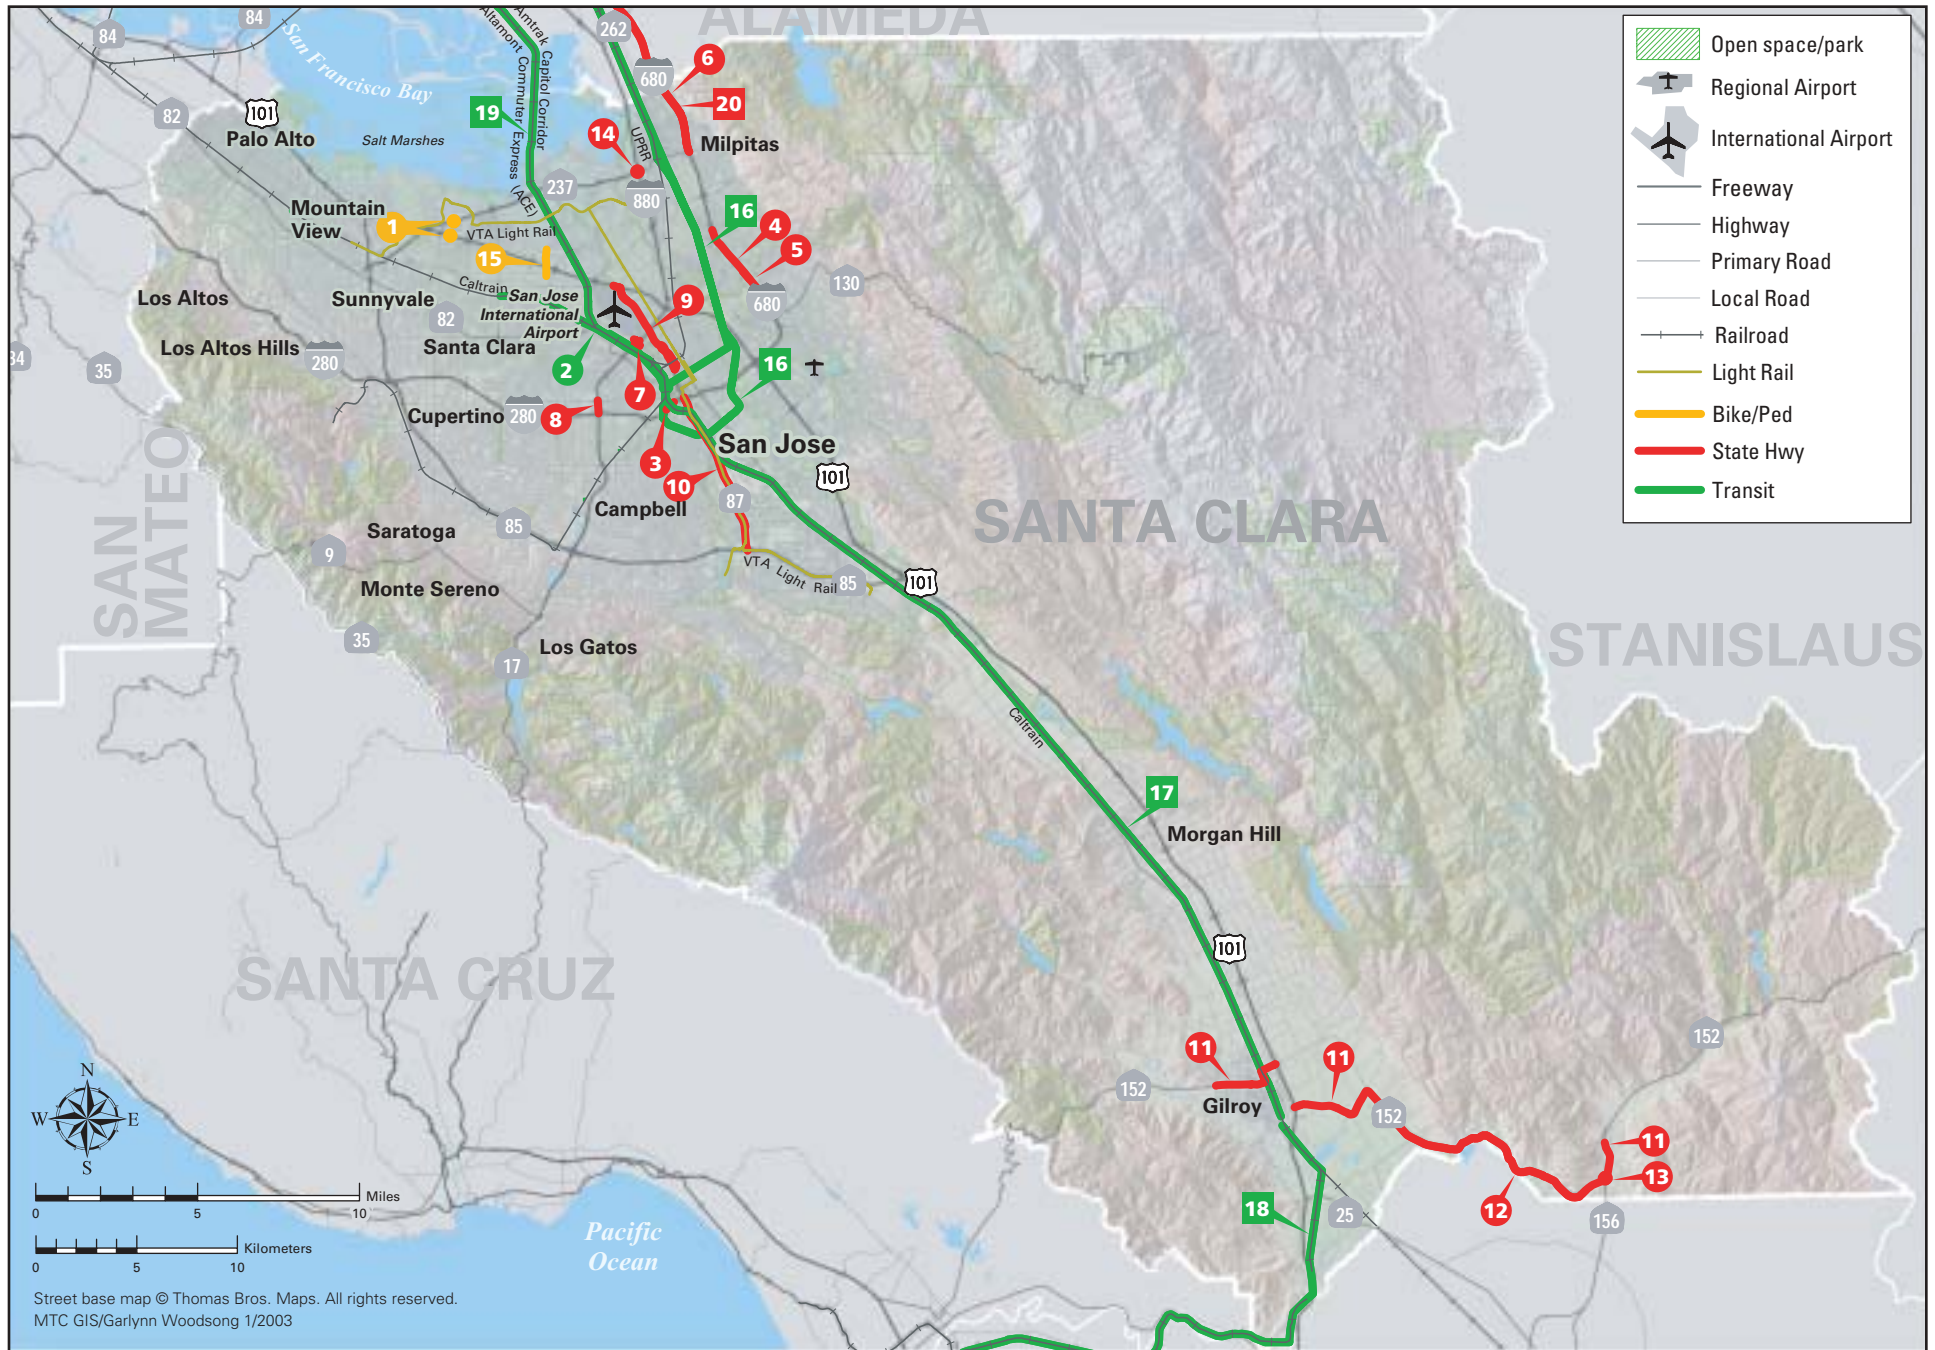 ALAMEDA
84
84
262
San Francisco Bay
Amtrak Capitol Corridor
Altamont Commuter Express (ACE)
680
6
20
101
82
Palo Alto
Salt Marshes
19
14
UPRR
Milpitas
237
880
Mountain
View
1
VTA Light Rail
16
4
5
15
Caltrain
130
680
Los Altos
Sunnyvale
San Jose
International
Airport
9
82
Los Altos Hills
280
Santa Clara
34
35
2
16
7
Cupertino
280
8
San Jose
3
10
101
87
Campbell
SAN
MATEO
Saratoga
85
9
SANTA CLARA
VTA Light Rail
85
101
Monte Sereno
35
Los Gatos
17
STANISLAUS
Caltrain
17
Morgan Hill
101
SANTA CRUZ
152
11
11
152
Gilroy
152
11
13
12
156
18
25
N
W
E
S
Miles
0
5
10
Kilometers
0
5
10
Pacific
Ocean
Street base map © Thomas Bros. Maps. All rights reserved.
MTC GIS/Garlynn Woodsong 1/2003
Open space/park
Regional Airport
International Airport
Freeway
Highway
Primary Road
Local Road
Railroad
Light Rail
Bike/Ped
State Hwy
Transit